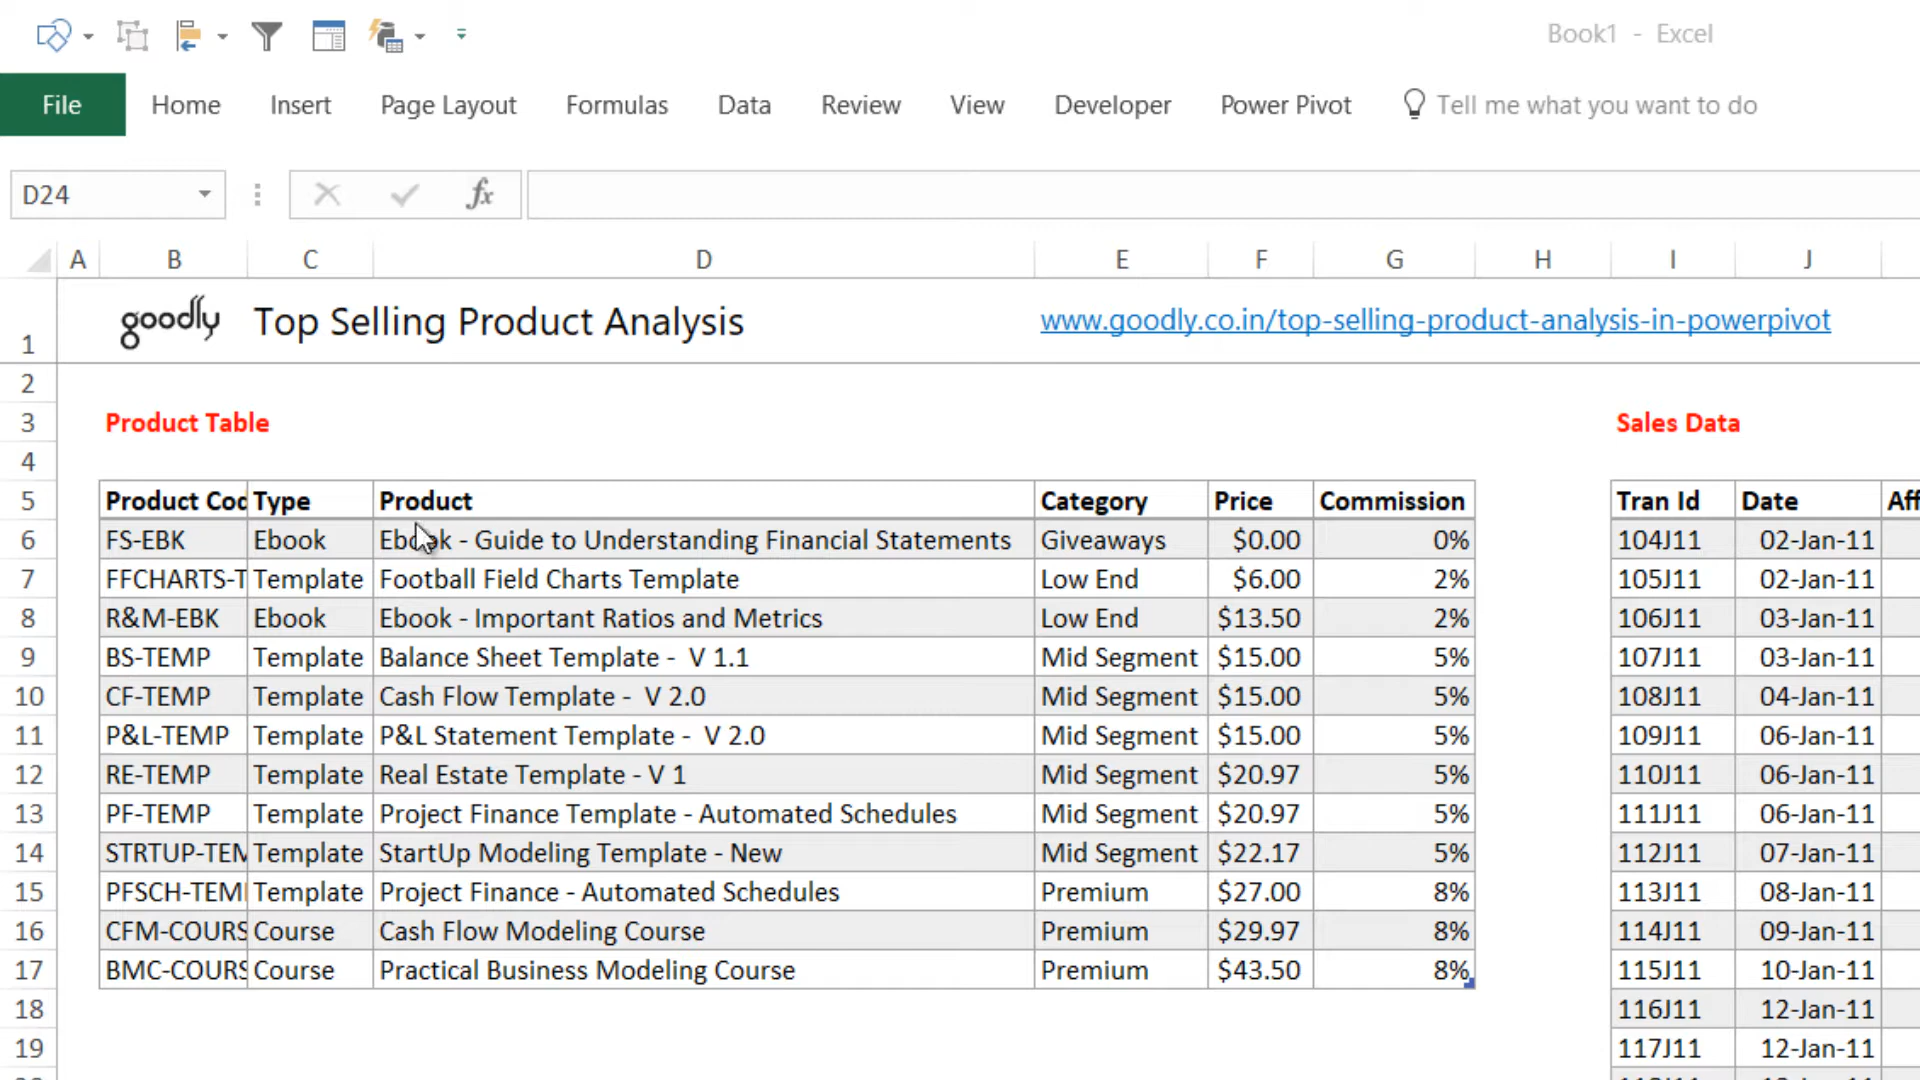 Book1 - Excel
File Home Insert Page Layout Formulas Data Review View Developer Power Pivot Tell me what you want to do
D24 fx
A B C D E F G H I J
1 goodly Top Selling Product Analysis www.goodly.co.in/top-selling-product-analysis-in-powerpivot
2
3 Product Table Sales Data
4
5 Product Cod Type Product Category Price Commission Tran Id Date Aff
6 FS-EBK Ebook Ebook - Guide to Understanding Financial Statements Giveaways $0.00 0% 104J11 02-Jan-11
7 FFCHARTS-T Template Football Field Charts Template Low End $6.00 2% 105J11 02-Jan-11
8 R&M-EBK Ebook Ebook - Important Ratios and Metrics Low End $13.50 2% 106J11 03-Jan-11
9 BS-TEMP Template Balance Sheet Template - V 1.1 Mid Segment $15.00 5% 107J11 03-Jan-11
10 CF-TEMP Template Cash Flow Template - V 2.0 Mid Segment $15.00 5% 108J11 04-Jan-11
11 P&L-TEMP Template P&L Statement Template - V 2.0 Mid Segment $15.00 5% 109J11 06-Jan-11
12 RE-TEMP Template Real Estate Template - V 1 Mid Segment $20.97 5% 110J11 06-Jan-11
13 PF-TEMP Template Project Finance Template - Automated Schedules Mid Segment $20.97 5% 111J11 06-Jan-11
14 STRTUP-TEM Template StartUp Modeling Template - New Mid Segment $22.17 5% 112J11 07-Jan-11
15 PFSCH-TEM Template Project Finance - Automated Schedules Premium $27.00 8% 113J11 08-Jan-11
16 CFM-COURS Course Cash Flow Modeling Course Premium $29.97 8% 114J11 09-Jan-11
17 BMC-COURS Course Practical Business Modeling Course Premium $43.50 8% 115J11 10-Jan-11
18 116J11 12-Jan-11
19 117J11 12-Jan-11